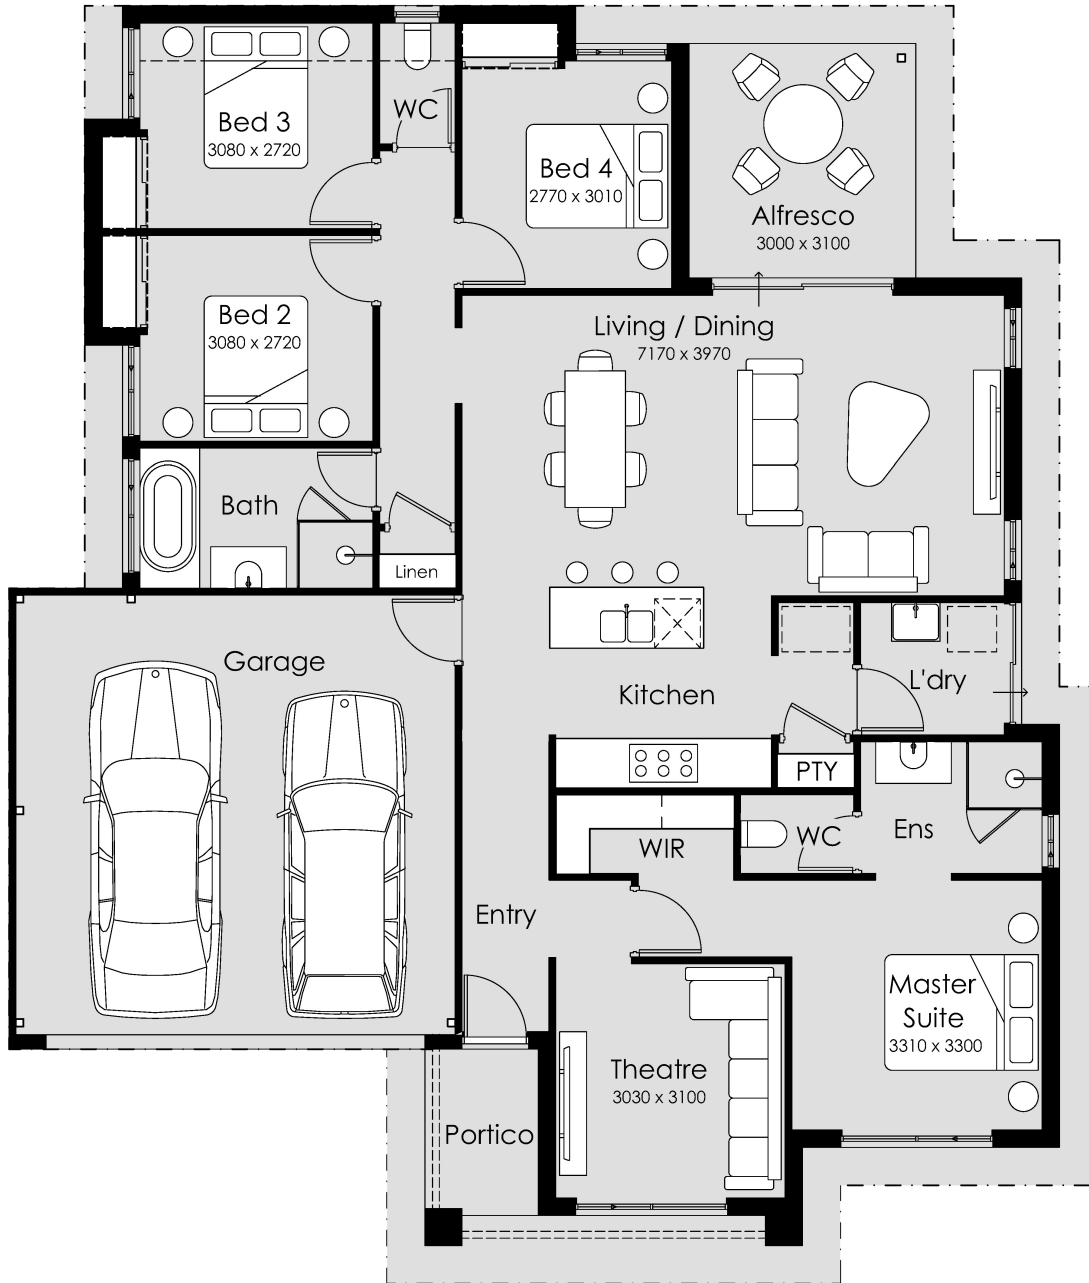 WC
Bed 3
3080 x 2720
Bed 4
2770 x 3010
Alfresco
3000 x 3100
Bed 2
3080 x 2720
Living / Dining
7170 x 3970
Bath
Linen
Garage
Kitchen
L'dry
PTY
WIR
WC
Ens
Entry
Master
Suite
3310 x 3300
Theatre
3030 x 3100
Portico